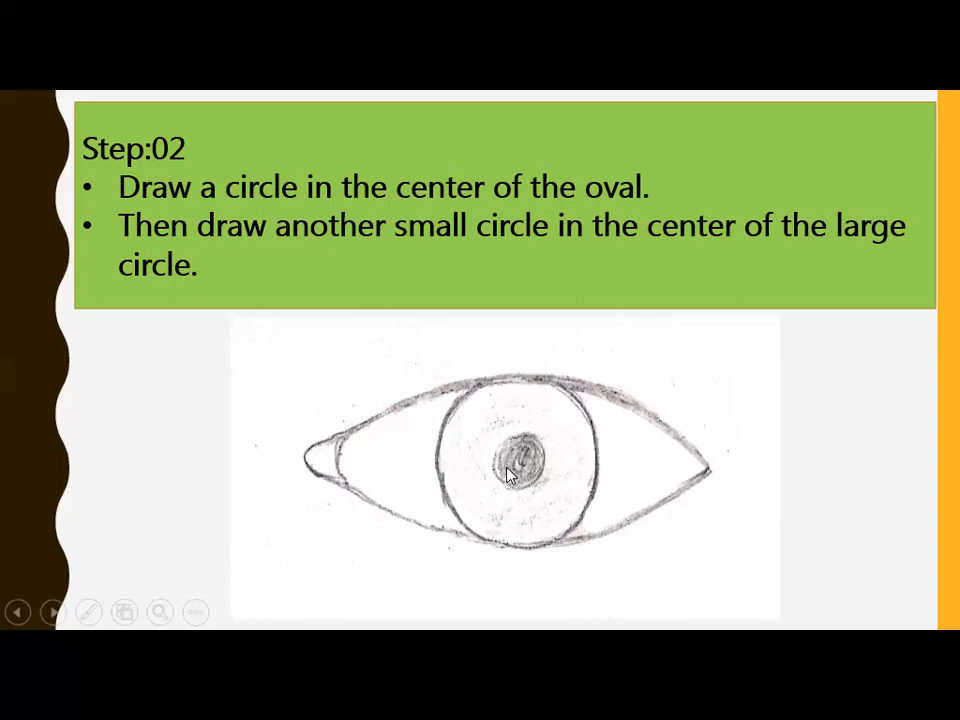 Step:02
• Draw a circle in the center of the oval.
• Then draw another small circle in the center of the large
circle.